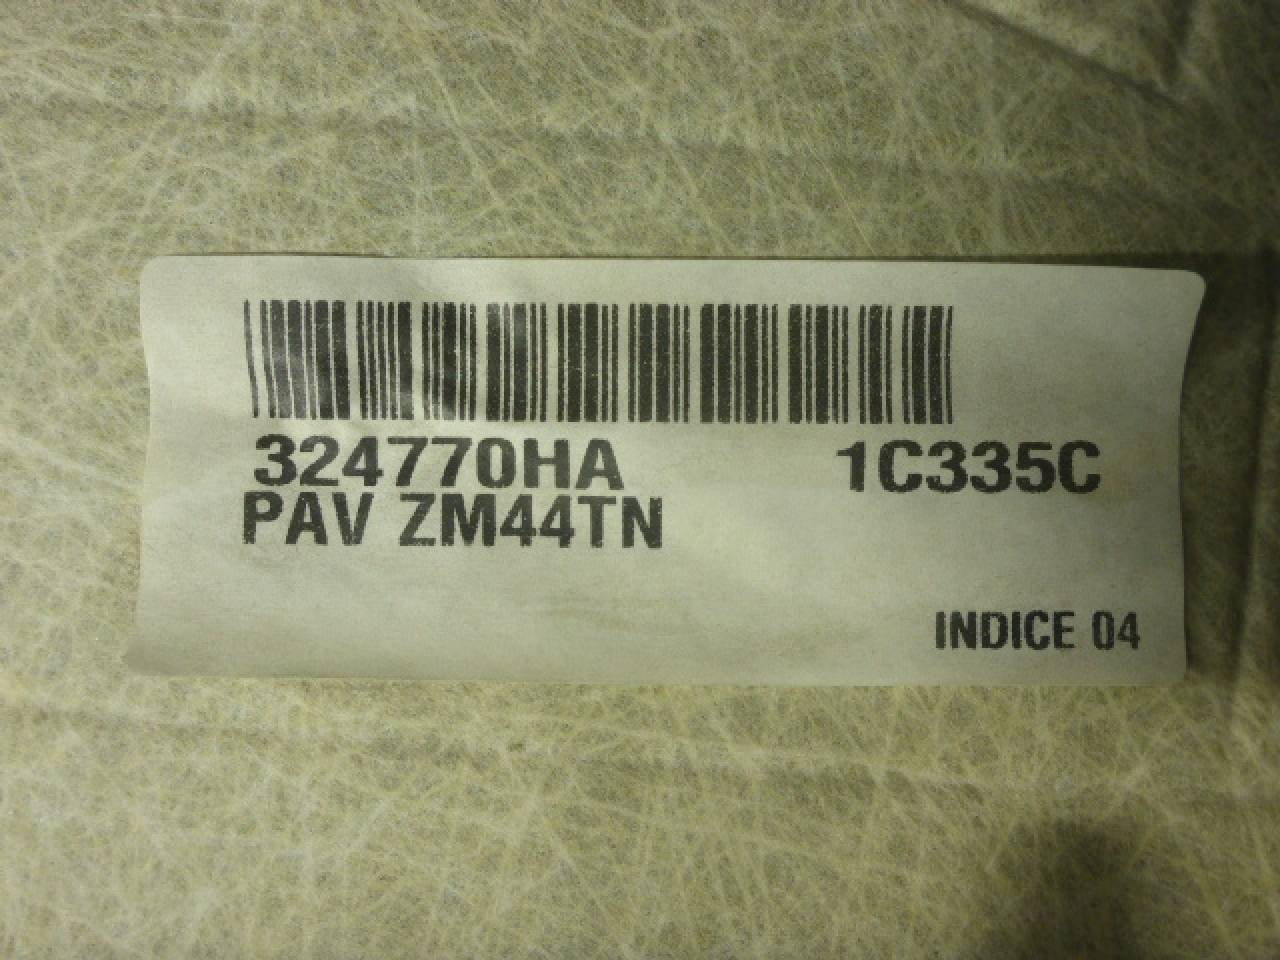 324770HA 1C335C
PAV ZM44TN
INDICE 04